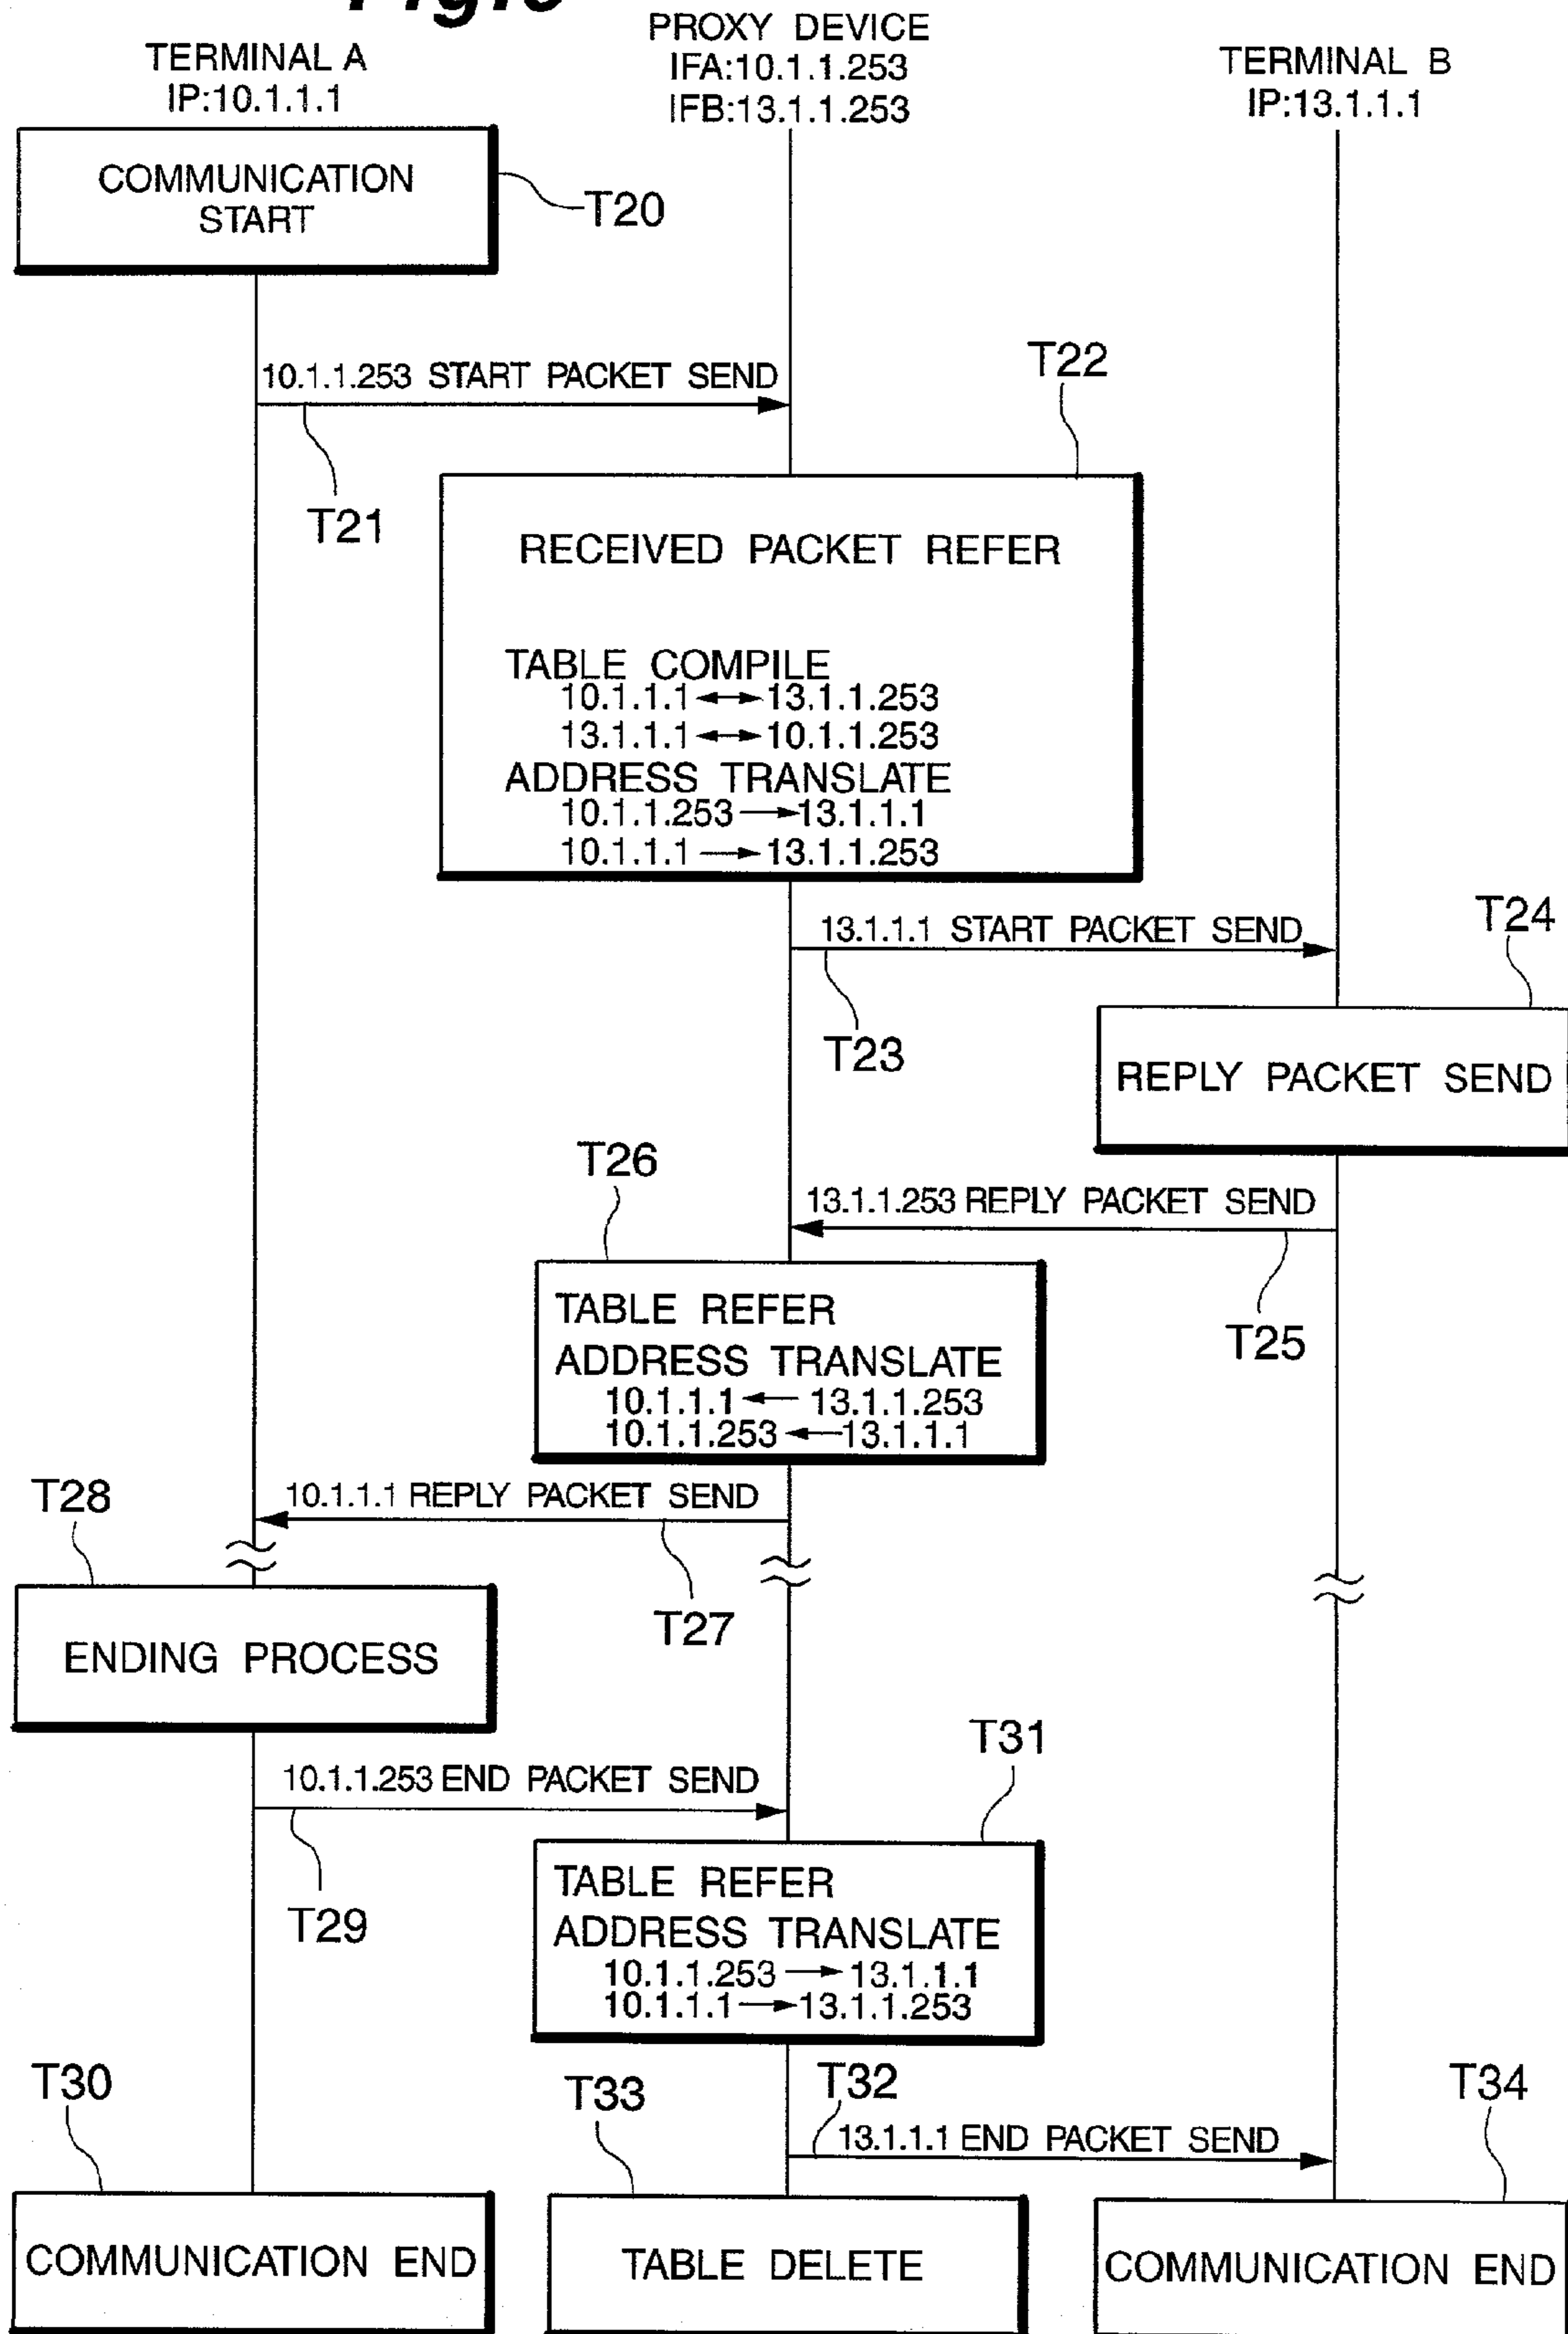 TERMINAL A
IP:10.1.1.1
PROXY DEVICE
IFA:10.1.1.253
IFB:13.1.1.253
TERMINAL B
IP:13.1.1.1
COMMUNICATION
START
T20
10.1.1.253 START PACKET SEND
T21
T22
RECEIVED PACKET REFER
TABLE COMPILE
10.1.1.1↔13.1.1.253
13.1.1.1↔10.1.1.253
ADDRESS TRANSLATE
10.1.1.253→13.1.1.1
10.1.1.1→13.1.1.253
13.1.1.1 START PACKET SEND
T23
T24
REPLY PACKET SEND
13.1.1.253 REPLY PACKET SEND
T25
T26
TABLE REFER
ADDRESS TRANSLATE
10.1.1.1← 13.1.1.253
10.1.1.253←13.1.1.1
10.1.1.1 REPLY PACKET SEND
T27
T28
ENDING PROCESS
10.1.1.253 END PACKET SEND
T29
T31
TABLE REFER
ADDRESS TRANSLATE
10.1.1.253→13.1.1.1
10.1.1.1→13.1.1.253
T32
13.1.1.1 END PACKET SEND
T30
COMMUNICATION END
T33
TABLE DELETE
T34
COMMUNICATION END